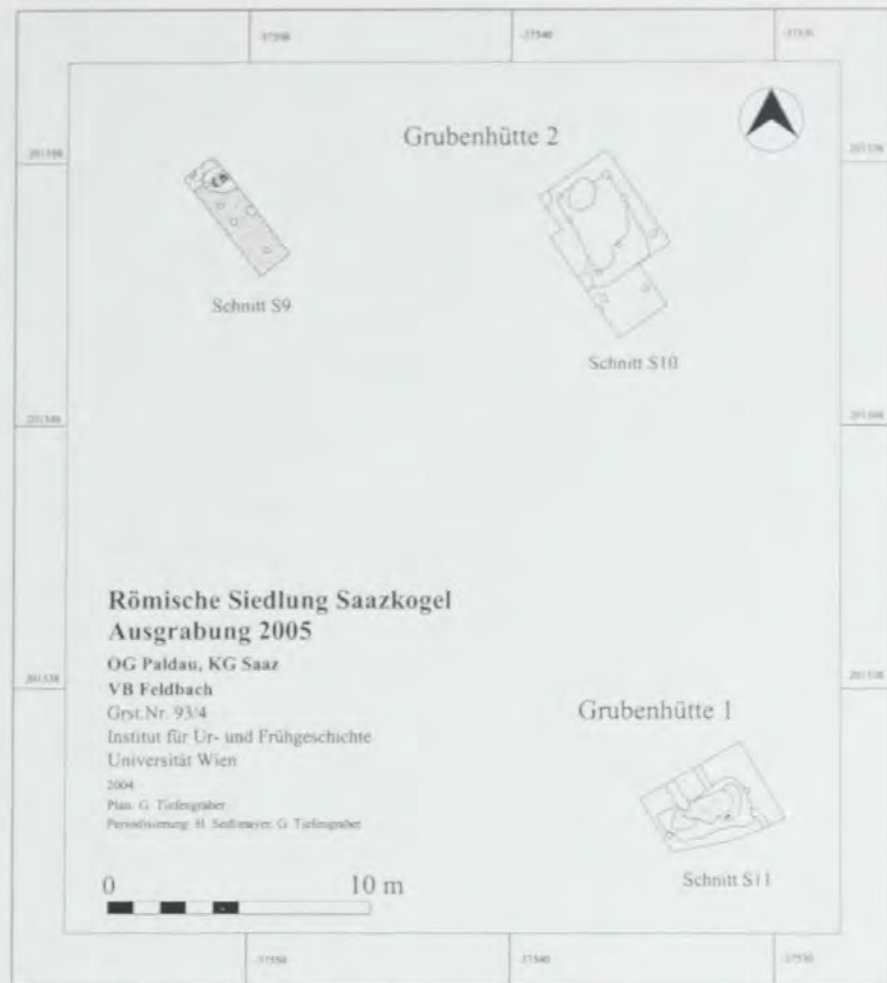 -37540
Grubenhütte 2
Schnitt S9
Schnitt S10
Römische Siedlung Saazkogel
Ausgrabung 2005
OG Paldau, KG Saaz
VB Feldbach
Grst.Nr. 93/4
Institut für Ur- und Frühgeschichte
Universität Wien
2004
Plan: G. Tiefengraber
Periodisierung: H. Sedlmayer, G. Tiefengraber
Grubenhütte 1
Schnitt S11
0 10 m
-37540